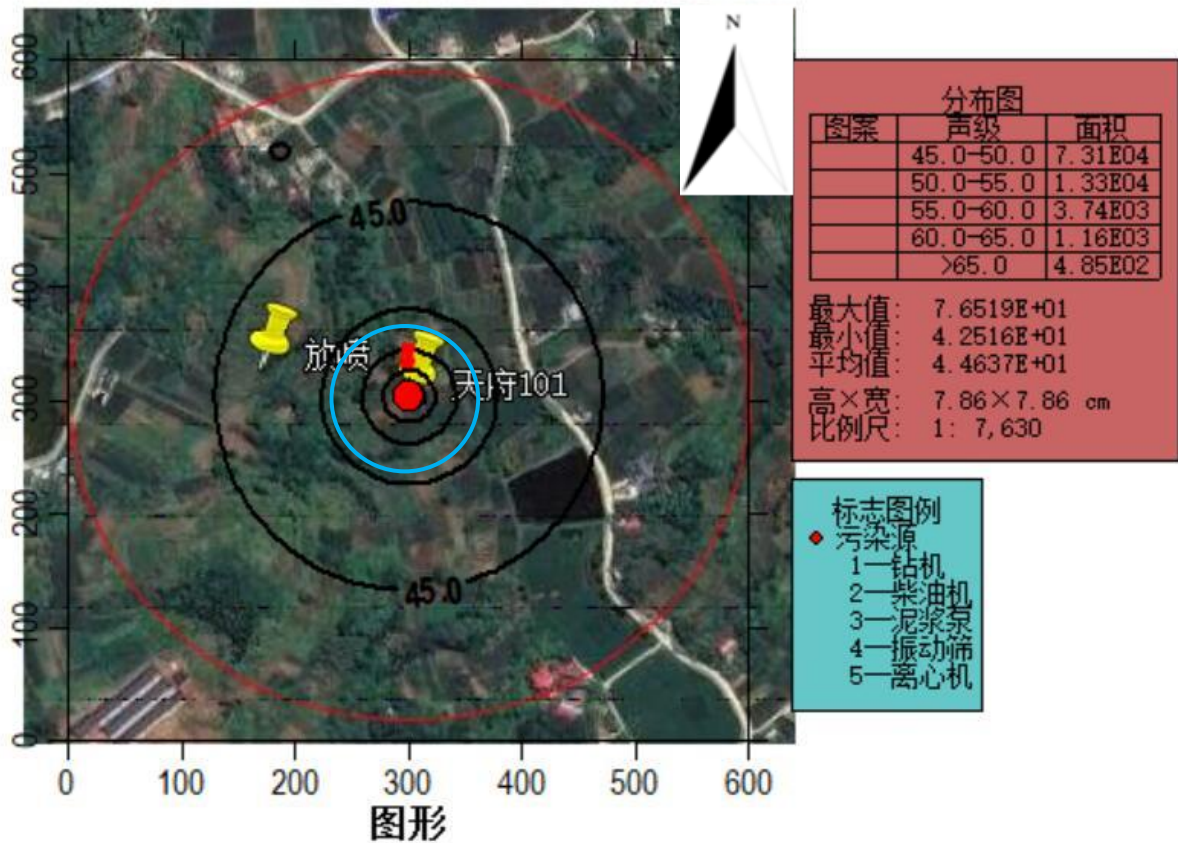 N
600
500
400
300
200
100
0
45.0
放喷
天府101
45.0
0 100 200 300 400 500 600
图形
分布图
图案 声级 面积
45.0-50.0 7.31E04
50.0-55.0 1.33E04
55.0-60.0 3.74E03
60.0-65.0 1.16E03
>65.0 4.85E02
最大值: 7.6519E+01
最小值: 4.2516E+01
平均值: 4.4637E+01
高×宽: 7.86×7.86 cm
比例尺: 1: 7,630
标志图例
污染源
1—钻机
2—柴油机
3—泥浆泵
4—振动筛
5—离心机